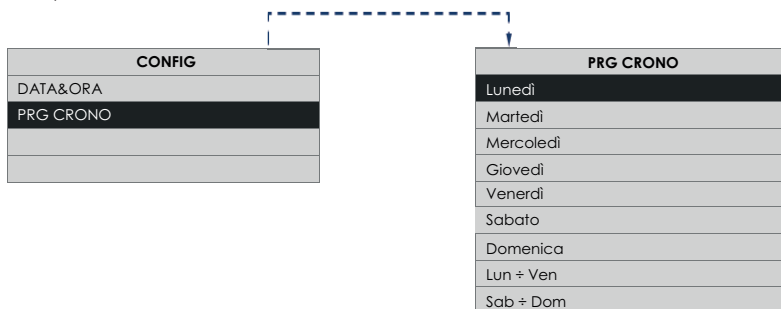 CONFIG
DATA&ORA
PRG CRONO
PRG CRONO
Lunedì
Martedì
Mercoledì
Giovedì
Venerdì
Sabato
Domenica
Lun ÷ Ven
Sab ÷ Dom